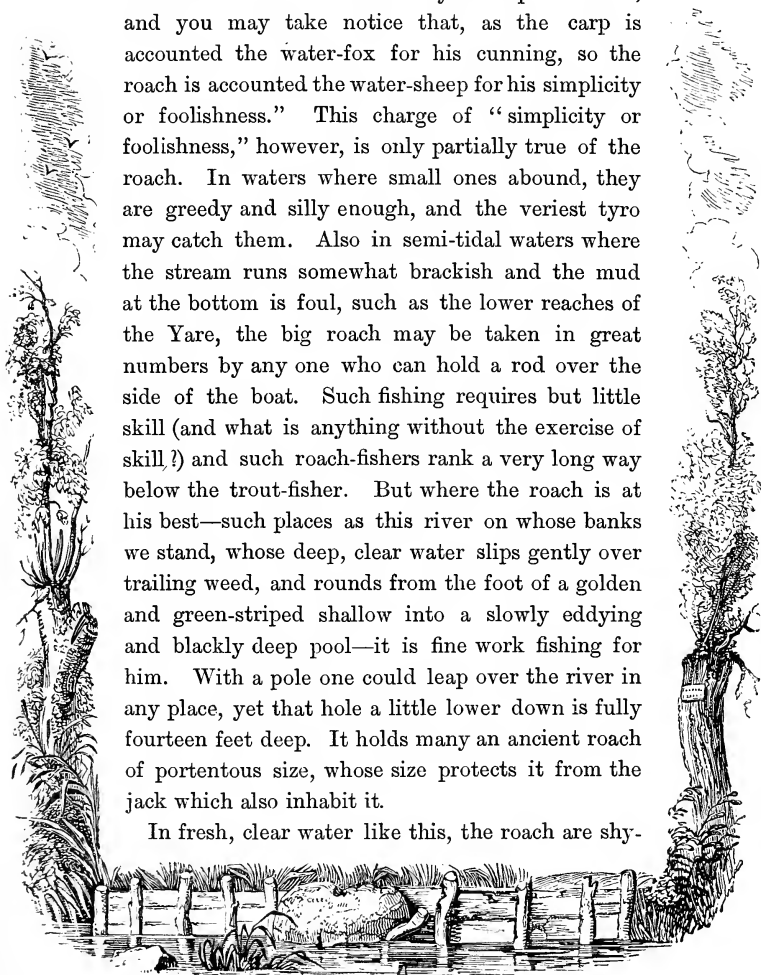 and you may take notice that, as the carp is
accounted the water-fox for his cunning, so the
roach is accounted the water-sheep for his simplicity
or foolishness." This charge of "simplicity or
foolishness," however, is only partially true of the
roach. In waters where small ones abound, they
are greedy and silly enough, and the veriest tyro
may catch them. Also in semi-tidal waters where
the stream runs somewhat brackish and the mud
at the bottom is foul, such as the lower reaches of
the Yare, the big roach may be taken in great
numbers by any one who can hold a rod over the
side of the boat. Such fishing requires but little
skill (and what is anything without the exercise of
skill ?) and such roach-fishers rank a very long way
below the trout-fisher. But where the roach is at
his best—such places as this river on whose banks
we stand, whose deep, clear water slips gently over
trailing weed, and rounds from the foot of a golden
and green-striped shallow into a slowly eddying
and blackly deep pool—it is fine work fishing for
him. With a pole one could leap over the river in
any place, yet that hole a little lower down is fully
fourteen feet deep. It holds many an ancient roach
of portentous size, whose size protects it from the
jack which also inhabit it.
In fresh, clear water like this, the roach are shy-